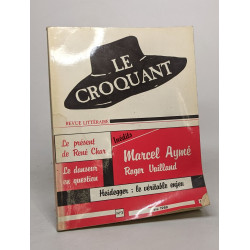 LE
CROQUANT
REVUE LITTÉRAIRE
Le présent
de René Char
Le danseur
en question
Inédits
Marcel Aymé
Roger Vailland
Heidegger : le véritable enjeu